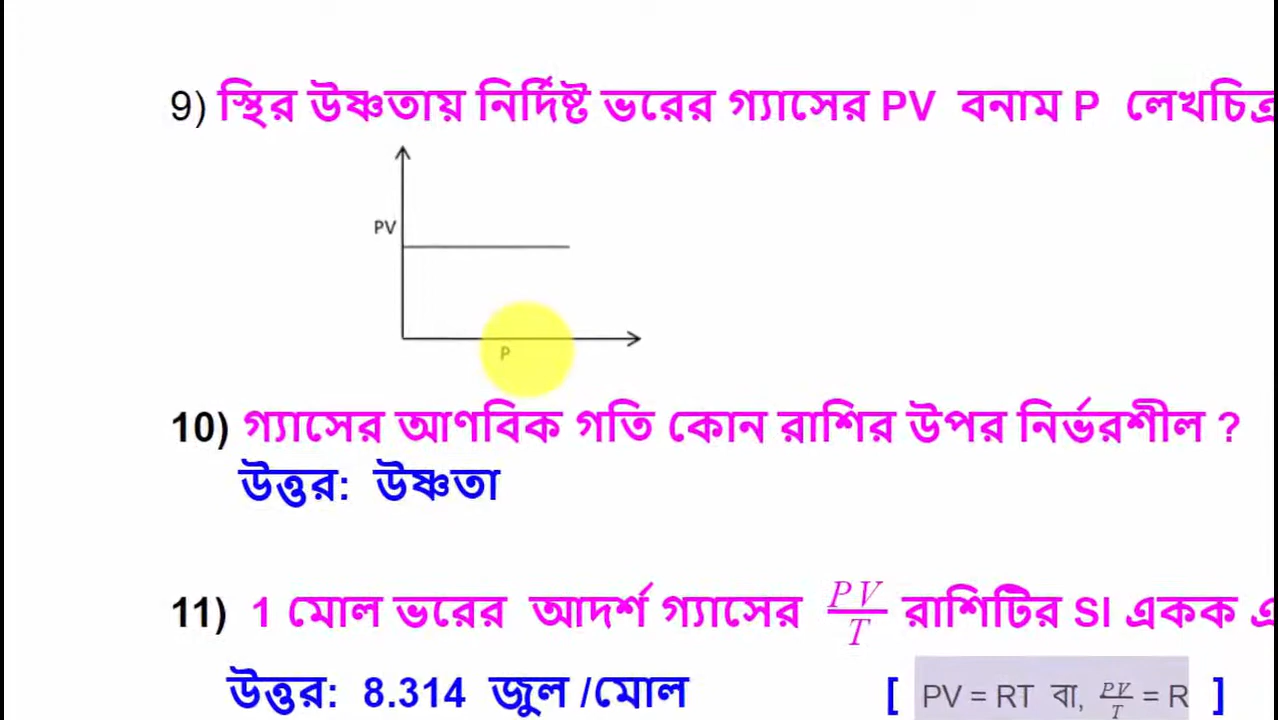 9) স্থির উষ্ণতায় নির্দিষ্ট ভরের গ্যাসের PV বনাম P লেখচিত্র
PV
P
10) গ্যাসের আণবিক গতি কোন রাশির উপর নির্ভরশীল ?
উত্তর: উষ্ণতা
11) 1 মোল ভরের আদর্শ গ্যাসের PV/T রাশিটির SI একক
উত্তর: 8.314 জুল /মোল [ PV = RT বা, PV/T = R ]